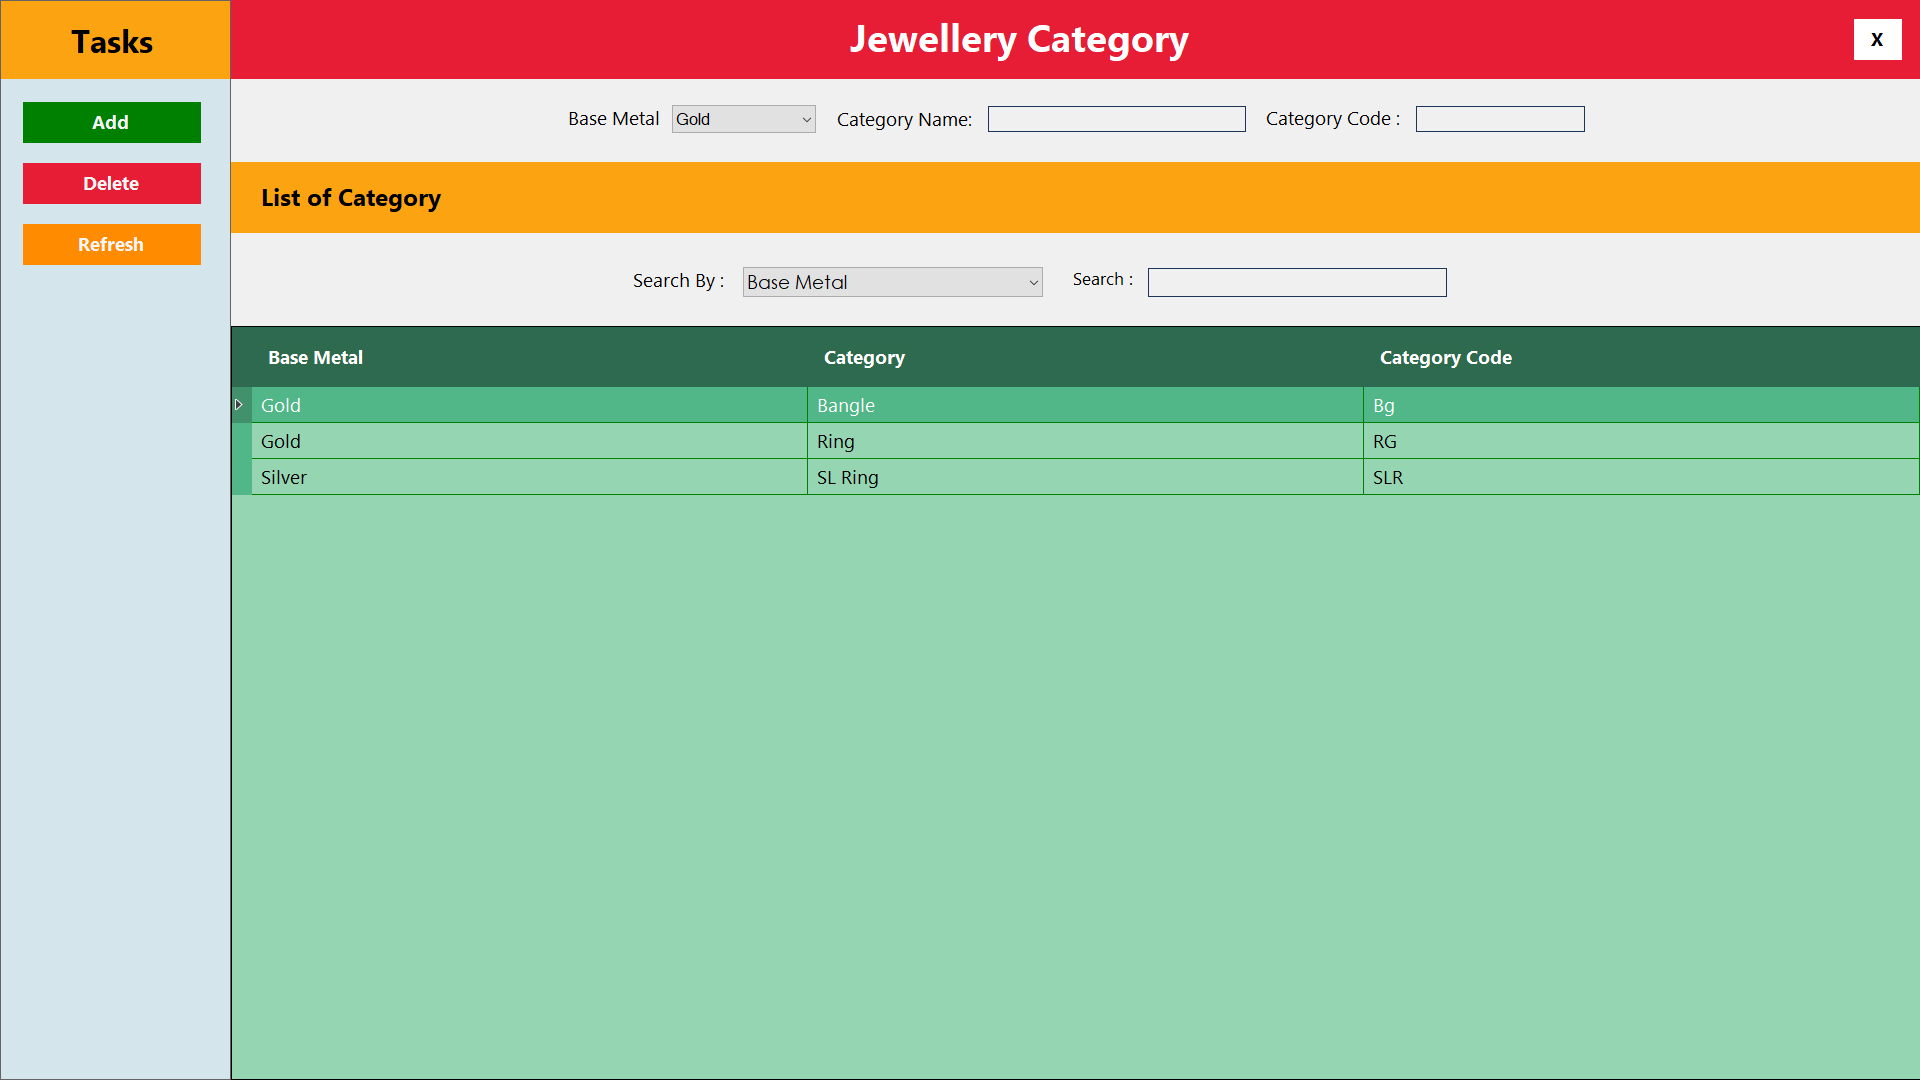 Tasks
Jewellery Category
X
Add
Delete
Refresh
Base Metal Gold Category Name: Category Code :
List of Category
Search By : Base Metal Search :
Base Metal Category Category Code
Gold Bangle Bg
Gold Ring RG
Silver SL Ring SLR